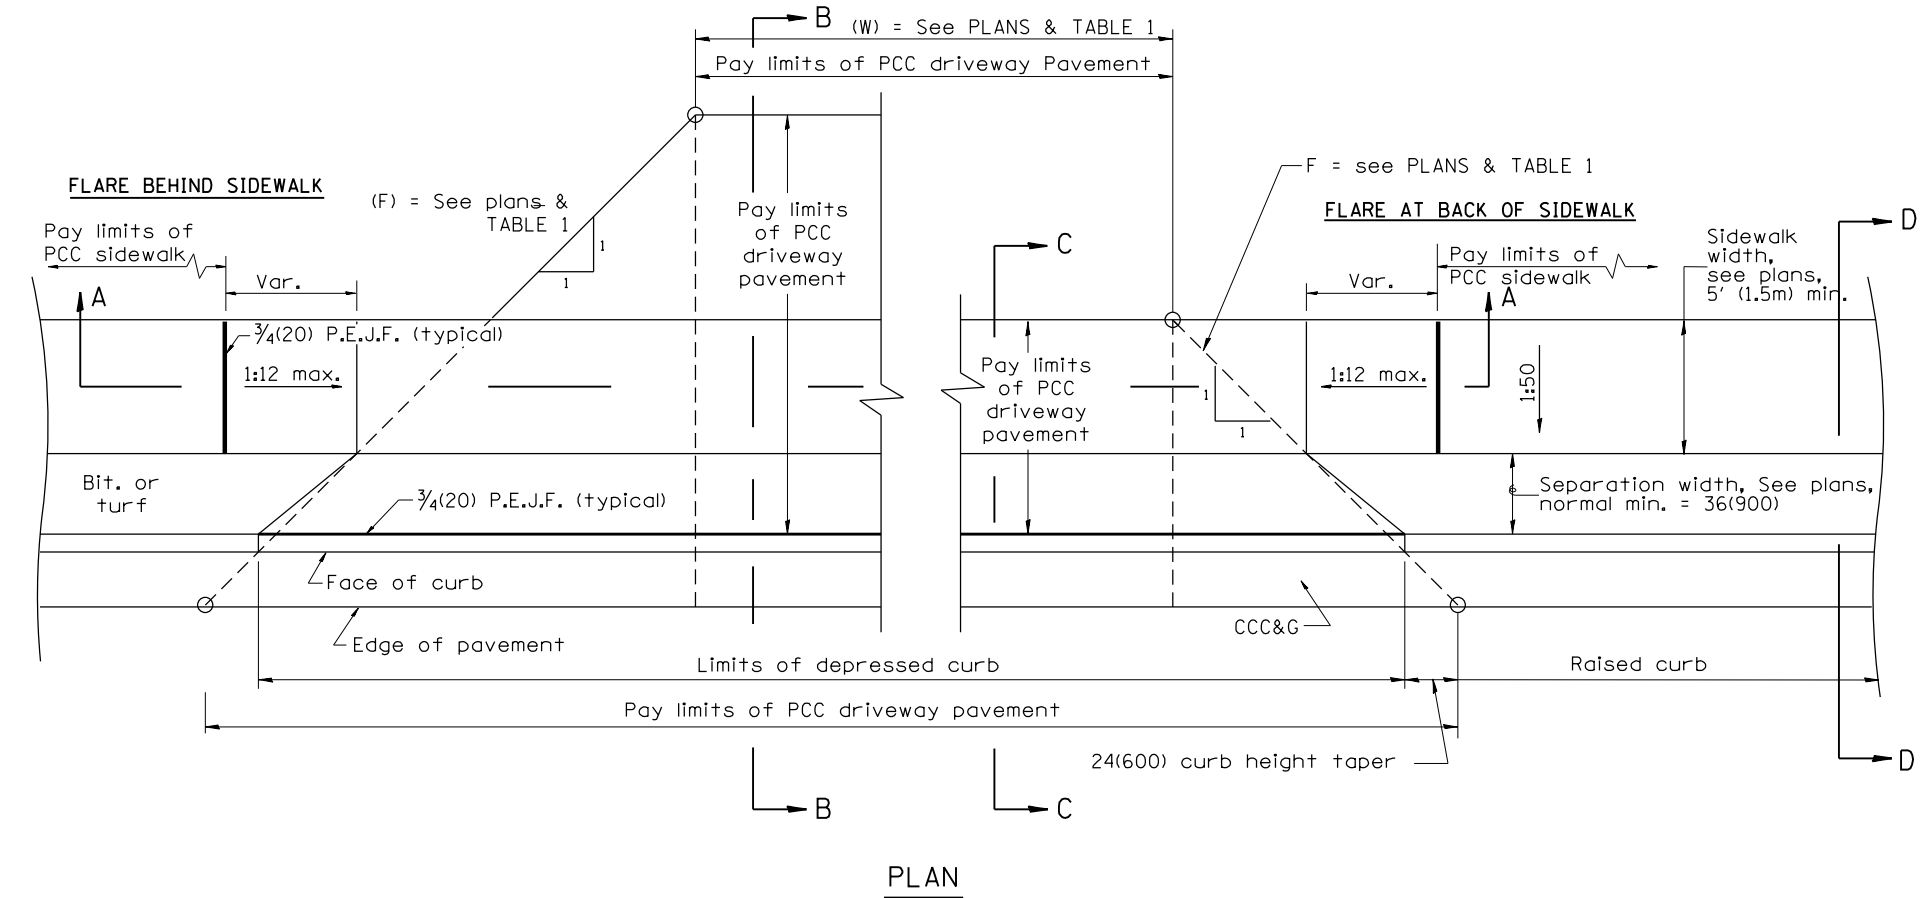 B
(W) = See PLANS & TABLE 1
Pay limits of PCC driveway Pavement
FLARE BEHIND SIDEWALK
(F) = See plans &
TABLE 1
1
1
Pay limits of
PCC sidewalk
Var.
A
3/4(20) P.E.J.F. (typical)
1:12 max.
Pay limits
of PCC
driveway
pavement
C
F = see PLANS & TABLE 1
FLARE AT BACK OF SIDEWALK
D
Pay limits of
PCC sidewalk
Var.
A
Sidewalk
width,
see plans,
5' (1.5m) min.
Pay limits
of PCC
driveway
pavement
1
1
1:12 max.
1:50
Bit. or
turf
3/4(20) P.E.J.F. (typical)
Separation width, See plans,
normal min. = 36(900)
Face of curb
Edge of pavement
CCC&G
Limits of depressed curb
Raised curb
Pay limits of PCC driveway pavement
24(600) curb height taper
D
B
C
PLAN